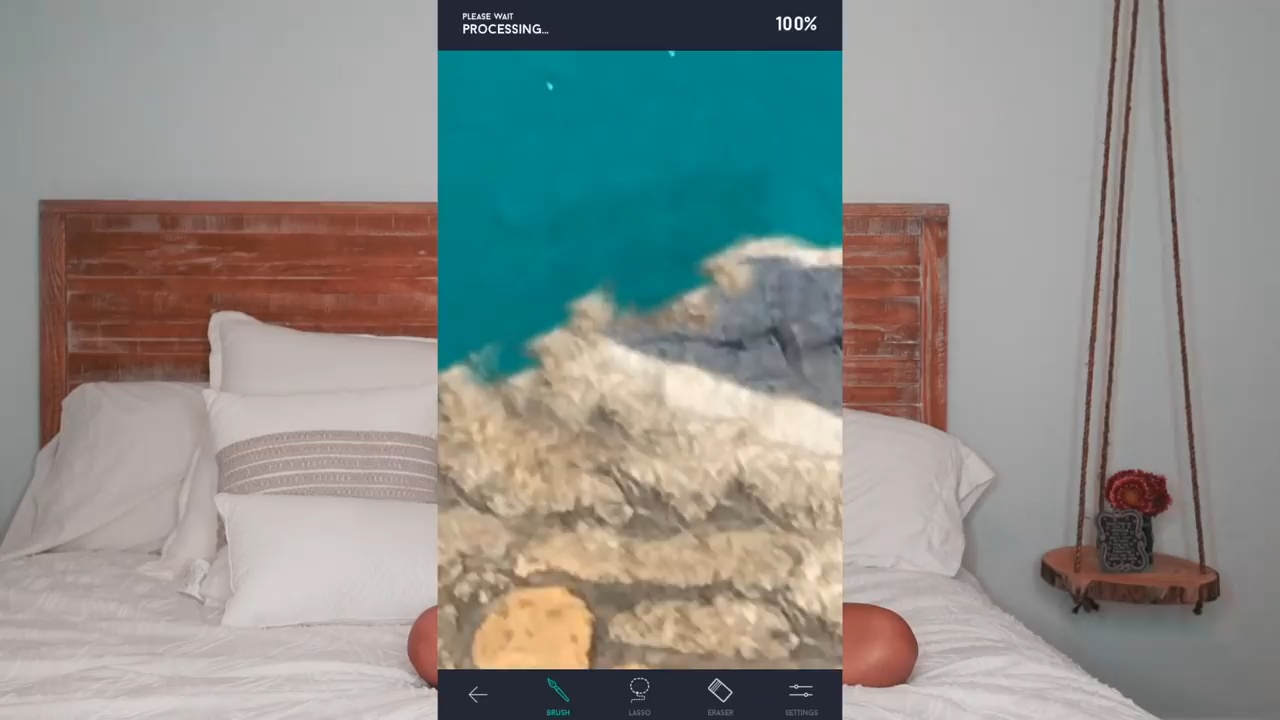 PLEASE WAIT
PROCESSING...
100%
BRUSH
LASSO
ERASER
SETTINGS